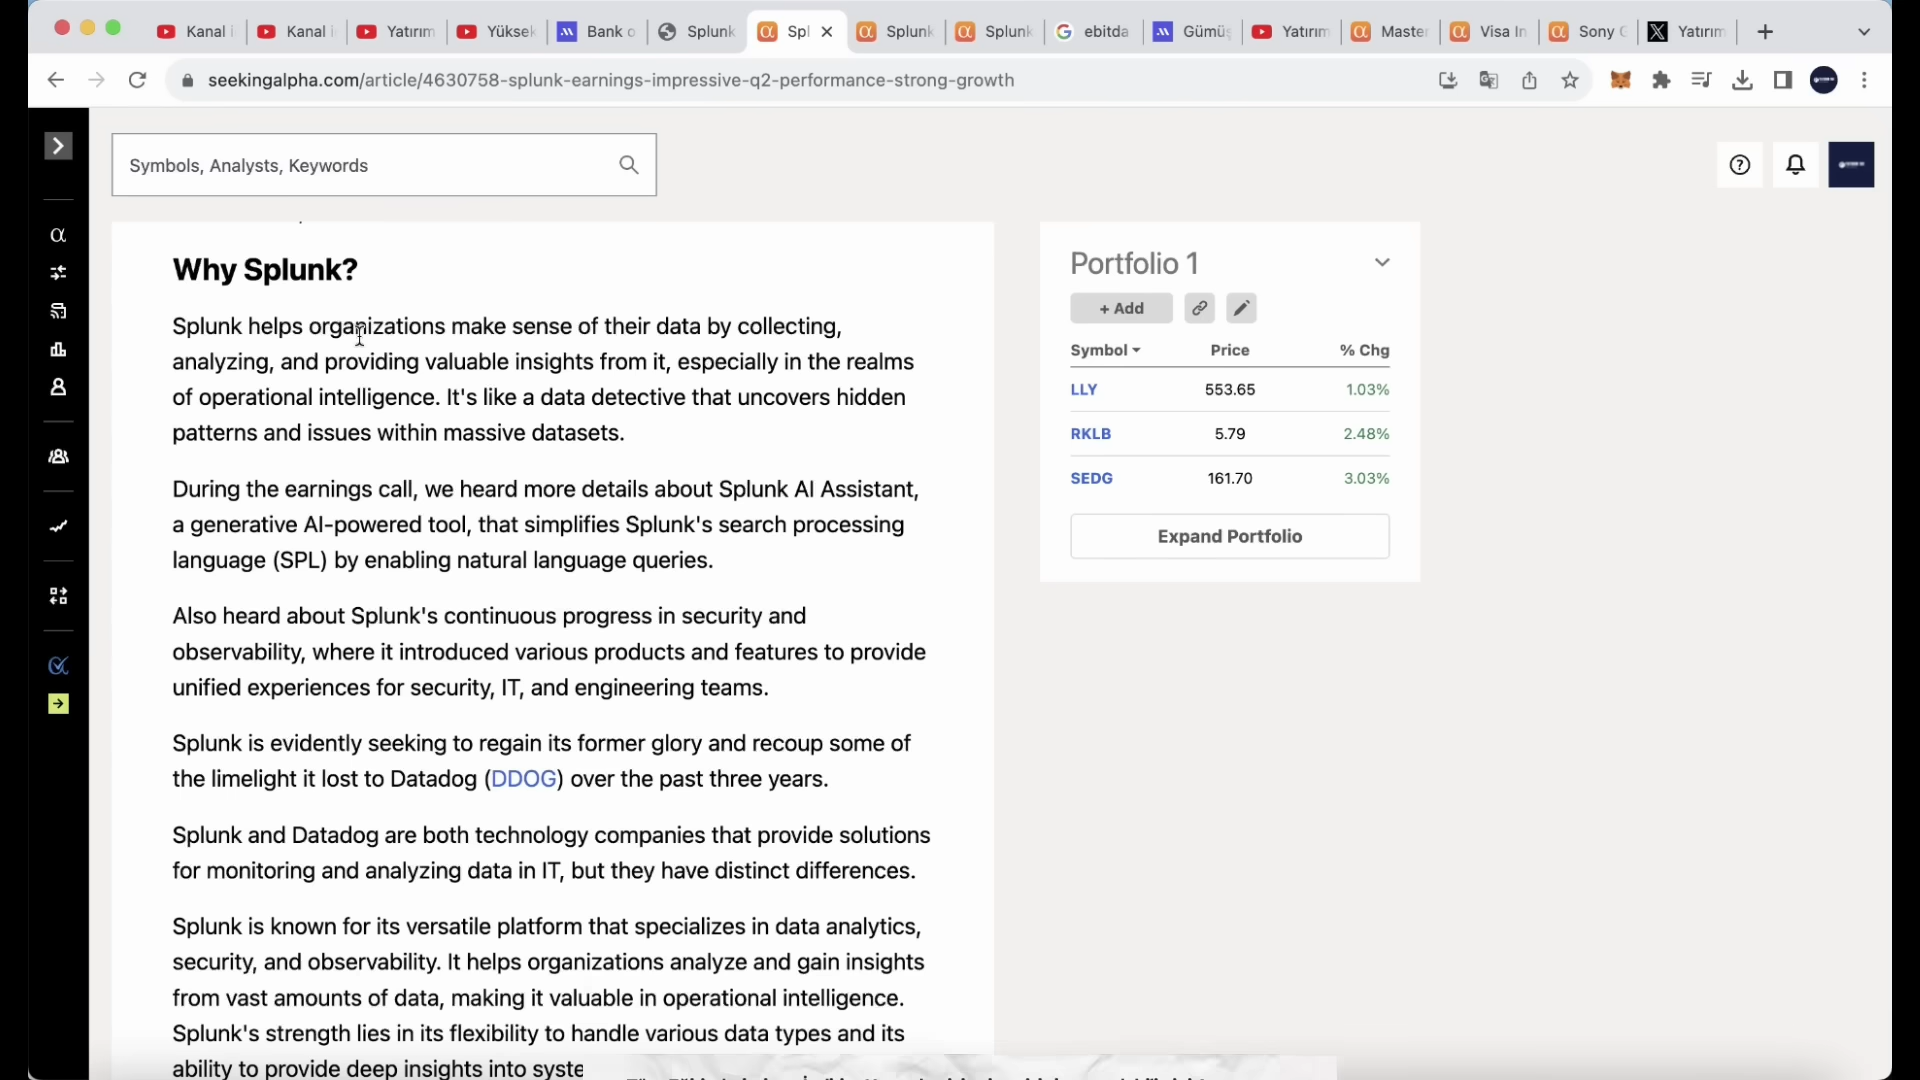 Kanal i
Kanal i
Yatırım
Yüksek
Bank o
Splunk
Spl
Splunk
Splunk
ebitda
Gümüş
Yatırım
Master
Visa In
Sony G
Yatırım
seekingalpha.com/article/4630758-splunk-earnings-impressive-q2-performance-strong-growth
Symbols, Analysts, Keywords
Why Splunk?
Splunk helps organizations make sense of their data by collecting,
analyzing, and providing valuable insights from it, especially in the realms
of operational intelligence. It's like a data detective that uncovers hidden
patterns and issues within massive datasets.
During the earnings call, we heard more details about Splunk AI Assistant,
a generative AI-powered tool, that simplifies Splunk's search processing
language (SPL) by enabling natural language queries.
Also heard about Splunk's continuous progress in security and
observability, where it introduced various products and features to provide
unified experiences for security, IT, and engineering teams.
Splunk is evidently seeking to regain its former glory and recoup some of
the limelight it lost to Datadog (DDOG) over the past three years.
Splunk and Datadog are both technology companies that provide solutions
for monitoring and analyzing data in IT, but they have distinct differences.
Splunk is known for its versatile platform that specializes in data analytics,
security, and observability. It helps organizations analyze and gain insights
from vast amounts of data, making it valuable in operational intelligence.
Splunk's strength lies in its flexibility to handle various data types and its
ability to provide deep insights into syste
Portfolio 1
+ Add
Symbol Price % Chg
LLY 553.65 1.03%
RKLB 5.79 2.48%
SEDG 161.70 3.03%
Expand Portfolio